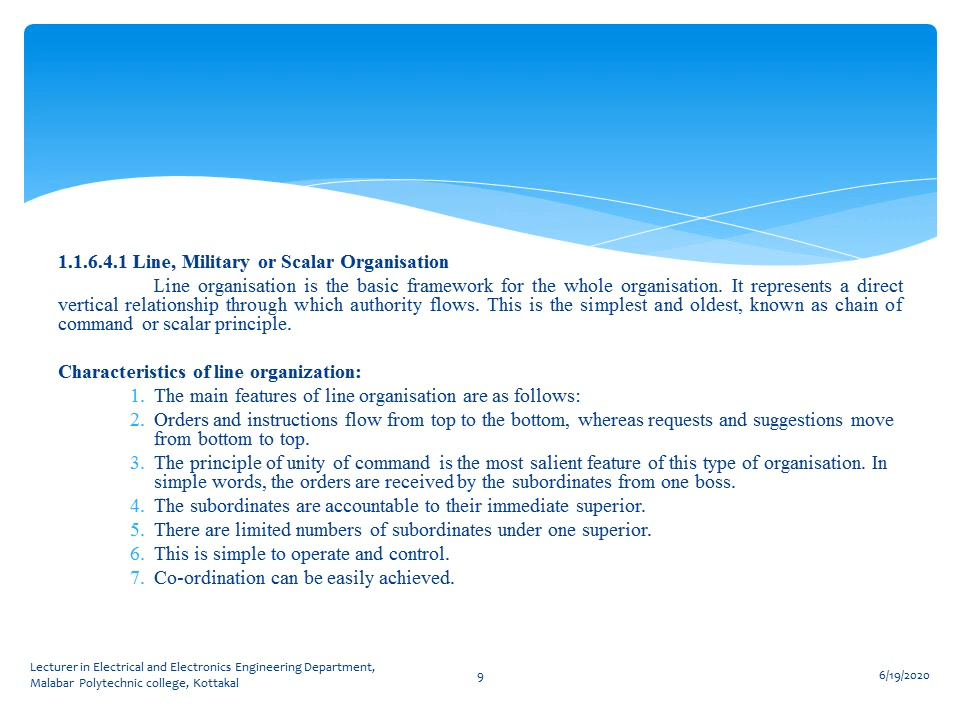 1.1.6.4.1 Line, Military or Scalar Organisation
Line organisation is the basic framework for the whole organisation. It represents a direct
vertical relationship through which authority flows. This is the simplest and oldest, known as chain of
command or scalar principle.
Characteristics of line organization:
1. The main features of line organisation are as follows:
2. Orders and instructions flow from top to the bottom, whereas requests and suggestions move
from bottom to top.
3. The principle of unity of command is the most salient feature of this type of organisation. In
simple words, the orders are received by the subordinates from one boss.
4. The subordinates are accountable to their immediate superior.
5. There are limited numbers of subordinates under one superior.
6. This is simple to operate and control.
7. Co-ordination can be easily achieved.
Lecturer in Electrical and Electronics Engineering Department,
Malabar Polytechnic college, Kottakal
9
6/19/2020